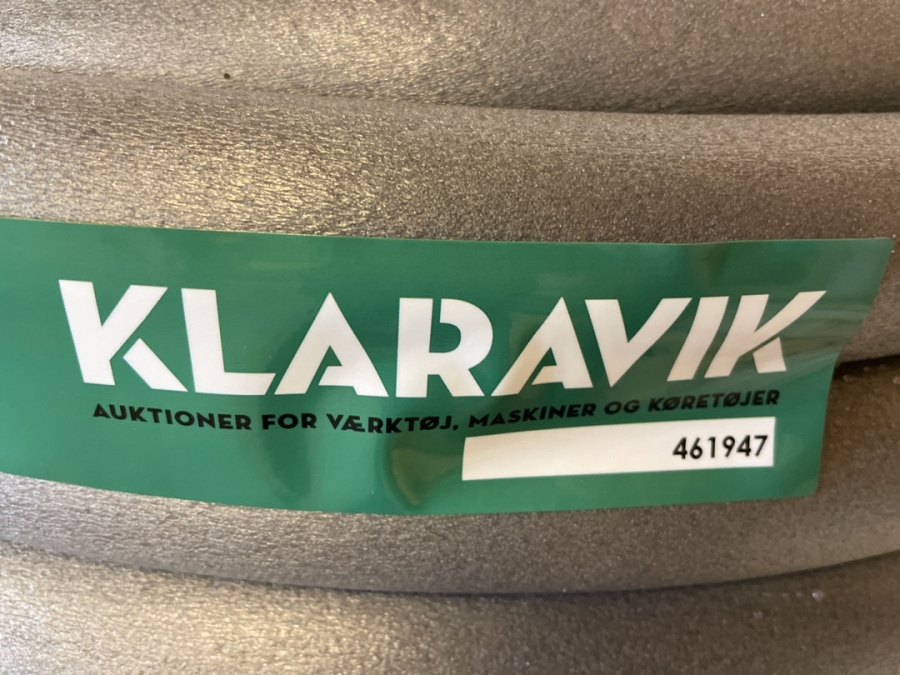 KLARAVIK
AUKTIONER FOR VÆRKTØJ, MASKINER OG KØRETØJER
461947